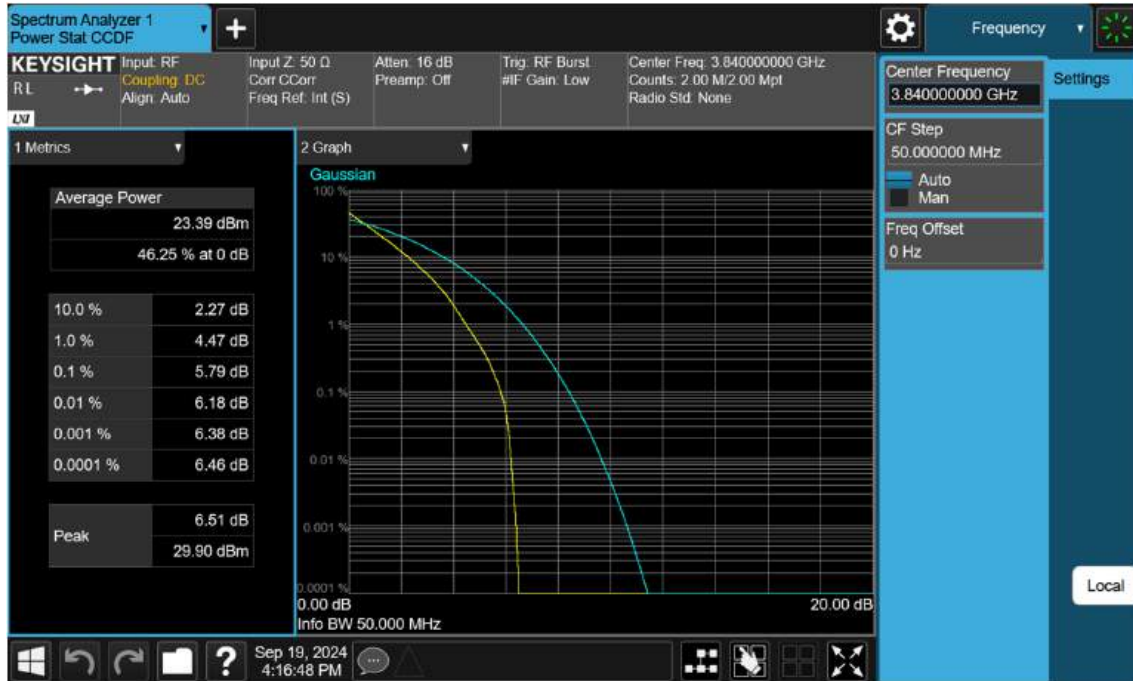 Spectrum Analyzer 1
Power Stat CCDF
+
Frequency
KEYSIGHT
RL
LXI
Input: RF
Coupling: DC
Align: Auto
Input Z: 50 Ω
Corr CCorr
Freq Ref: Int (S)
Atten: 16 dB
Preamp: Off
Trig: RF Burst
#IF Gain: Low
Center Freq: 3.840000000 GHz
Counts: 2.00 M/2.00 Mpt
Radio Std: None
Center Frequency
3.840000000 GHz
Settings
CF Step
50.000000 MHz
Auto
Man
Freq Offset
0 Hz
1 Metrics
Average Power
23.39 dBm
46.25 % at 0 dB
10.0 % 2.27 dB
1.0 % 4.47 dB
0.1 % 5.79 dB
0.01 % 6.18 dB
0.001 % 6.38 dB
0.0001 % 6.46 dB
Peak
6.51 dB
29.90 dBm
2 Graph
Gaussian
100 %
10 %
1 %
0.1 %
0.01 %
0.001 %
0.0001 %
0.00 dB 20.00 dB
Info BW 50.000 MHz
Local
?
Sep 19, 2024
4:16:48 PM